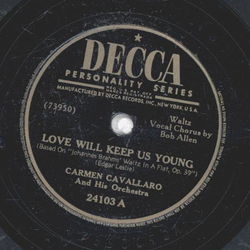 DECCA
PERSONALITY SERIES
MANUFACTURED BY DECCA RECORDS, INC., NEW YORK, U.S.A.
(73950)
Waltz
Vocal Chorus by
Bob Allen
LOVE WILL KEEP US YOUNG
(Based On "Johannes Brahms' Waltz In A Flat, Op. 39")
(Edgar Leslie)
CARMEN CAVALLARO
And His Orchestra
24103 A